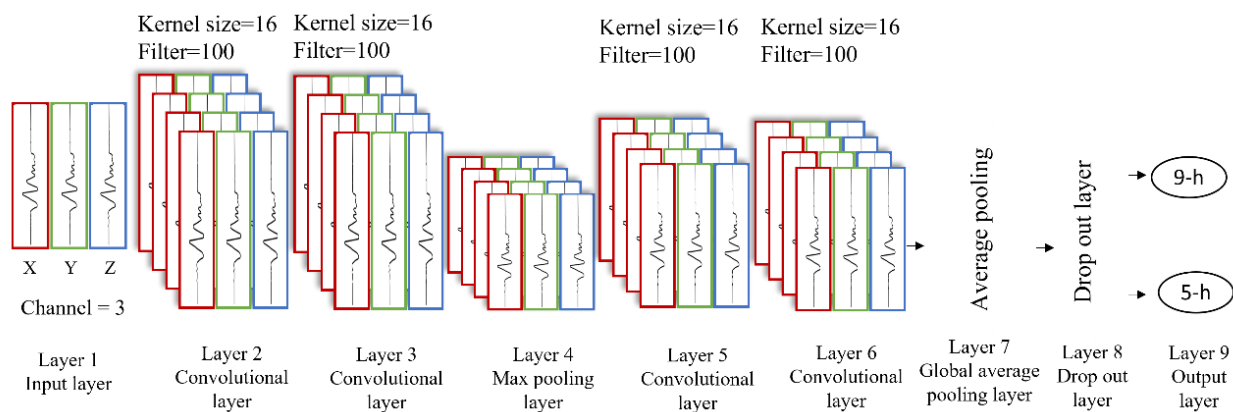 Kernel size=16
Filter=100
Kernel size=16
Filter=100
Kernel size=16
Filter=100
Kernel size=16
Filter=100
X Y Z
Channel = 3
Average pooling
Drop out layer
9-h
5-h
Layer 1
Input layer
Layer 2
Convolutional
layer
Layer 3
Convolutional
layer
Layer 4
Max pooling
layer
Layer 5
Convolutional
layer
Layer 6
Convolutional
layer
Layer 7
Global average
pooling layer
Layer 8
Drop out
layer
Layer 9
Output
layer